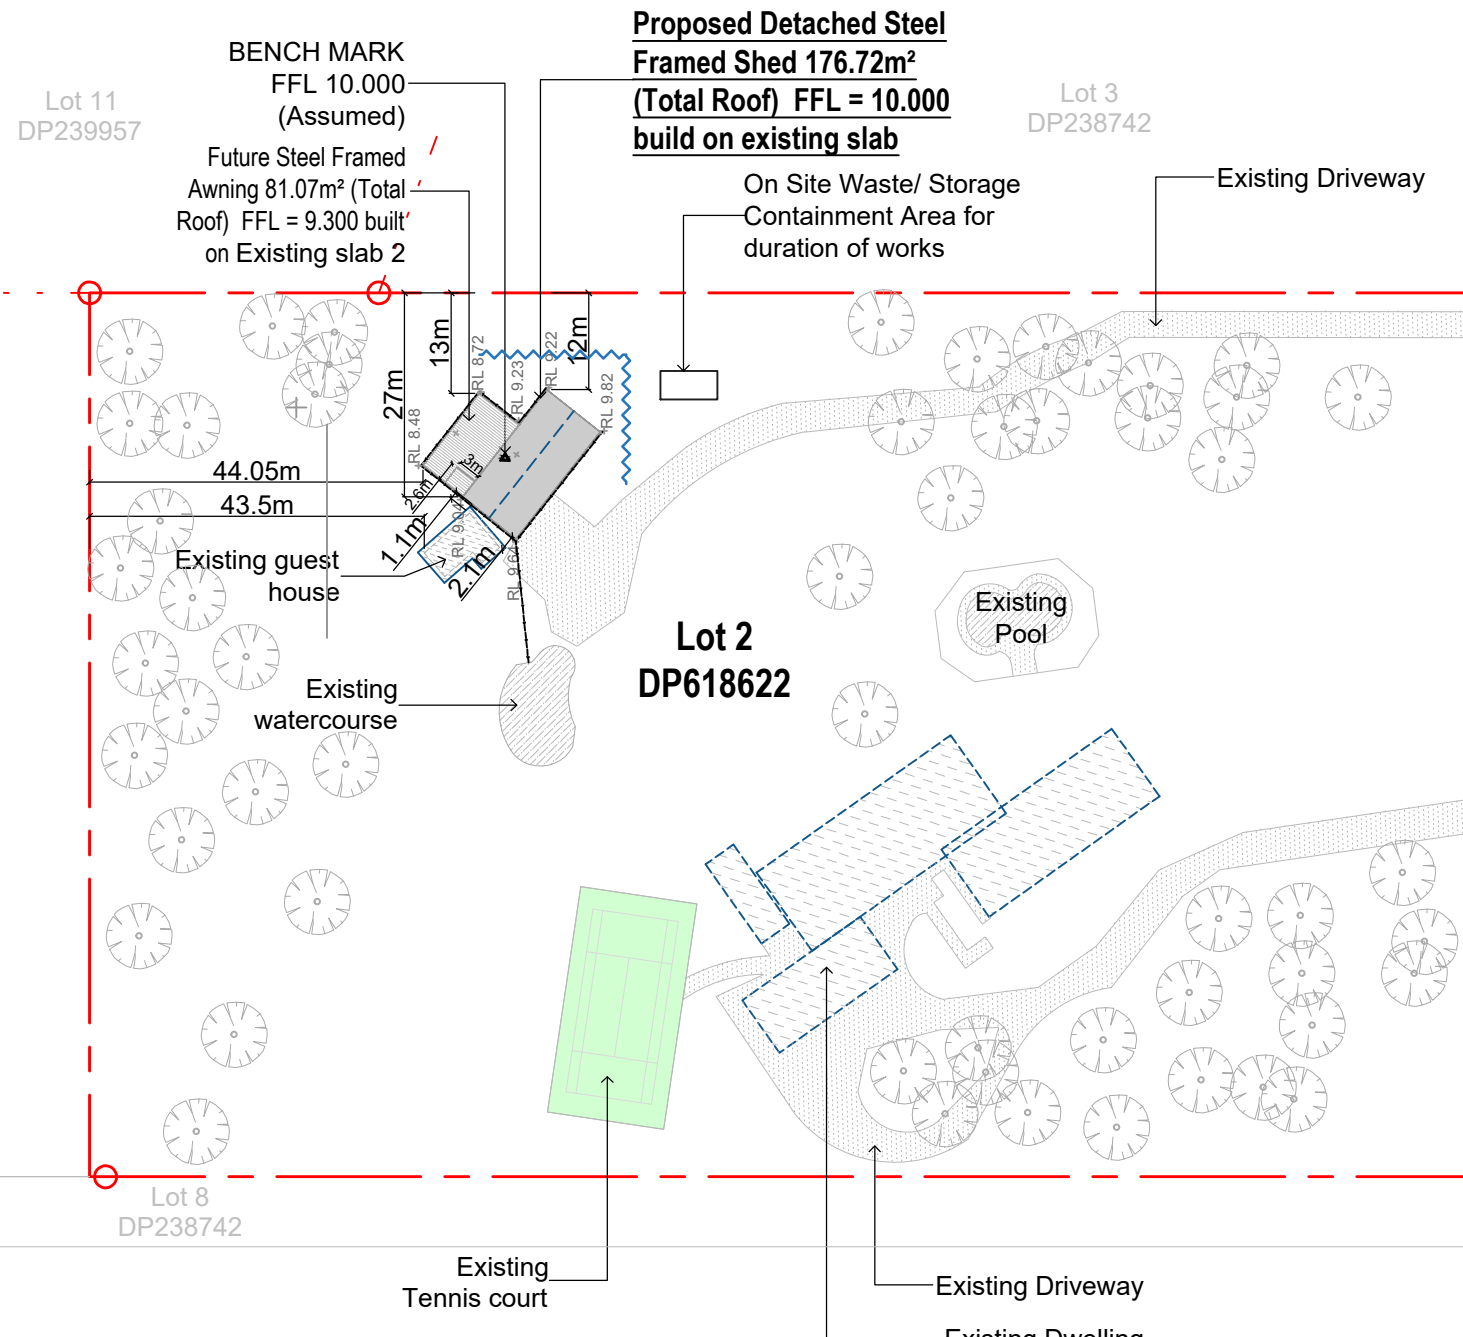 Proposed Detached Steel
Framed Shed 176.72m²
(Total Roof) FFL = 10.000
build on existing slab
BENCH MARK
FFL 10.000
(Assumed)
Lot 11
DP239957
Lot 3
DP238742
Future Steel Framed
Awning 81.07m² (Total
Roof) FFL = 9.300 built
on Existing slab 2
On Site Waste/ Storage
Containment Area for
duration of works
Existing Driveway
13m
12m
27m
RL 8.72
RL 9.23
RL 9.22
RL 9.82
RL 8.48
3m
2.6m
44.05m
43.5m
1.1m
RL 9.04
2.1m
RL 9.64
Existing guest
house
Existing
Pool
Lot 2
DP618622
Existing
watercourse
Lot 8
DP238742
Existing
Tennis court
Existing Driveway
Existing Dwelling